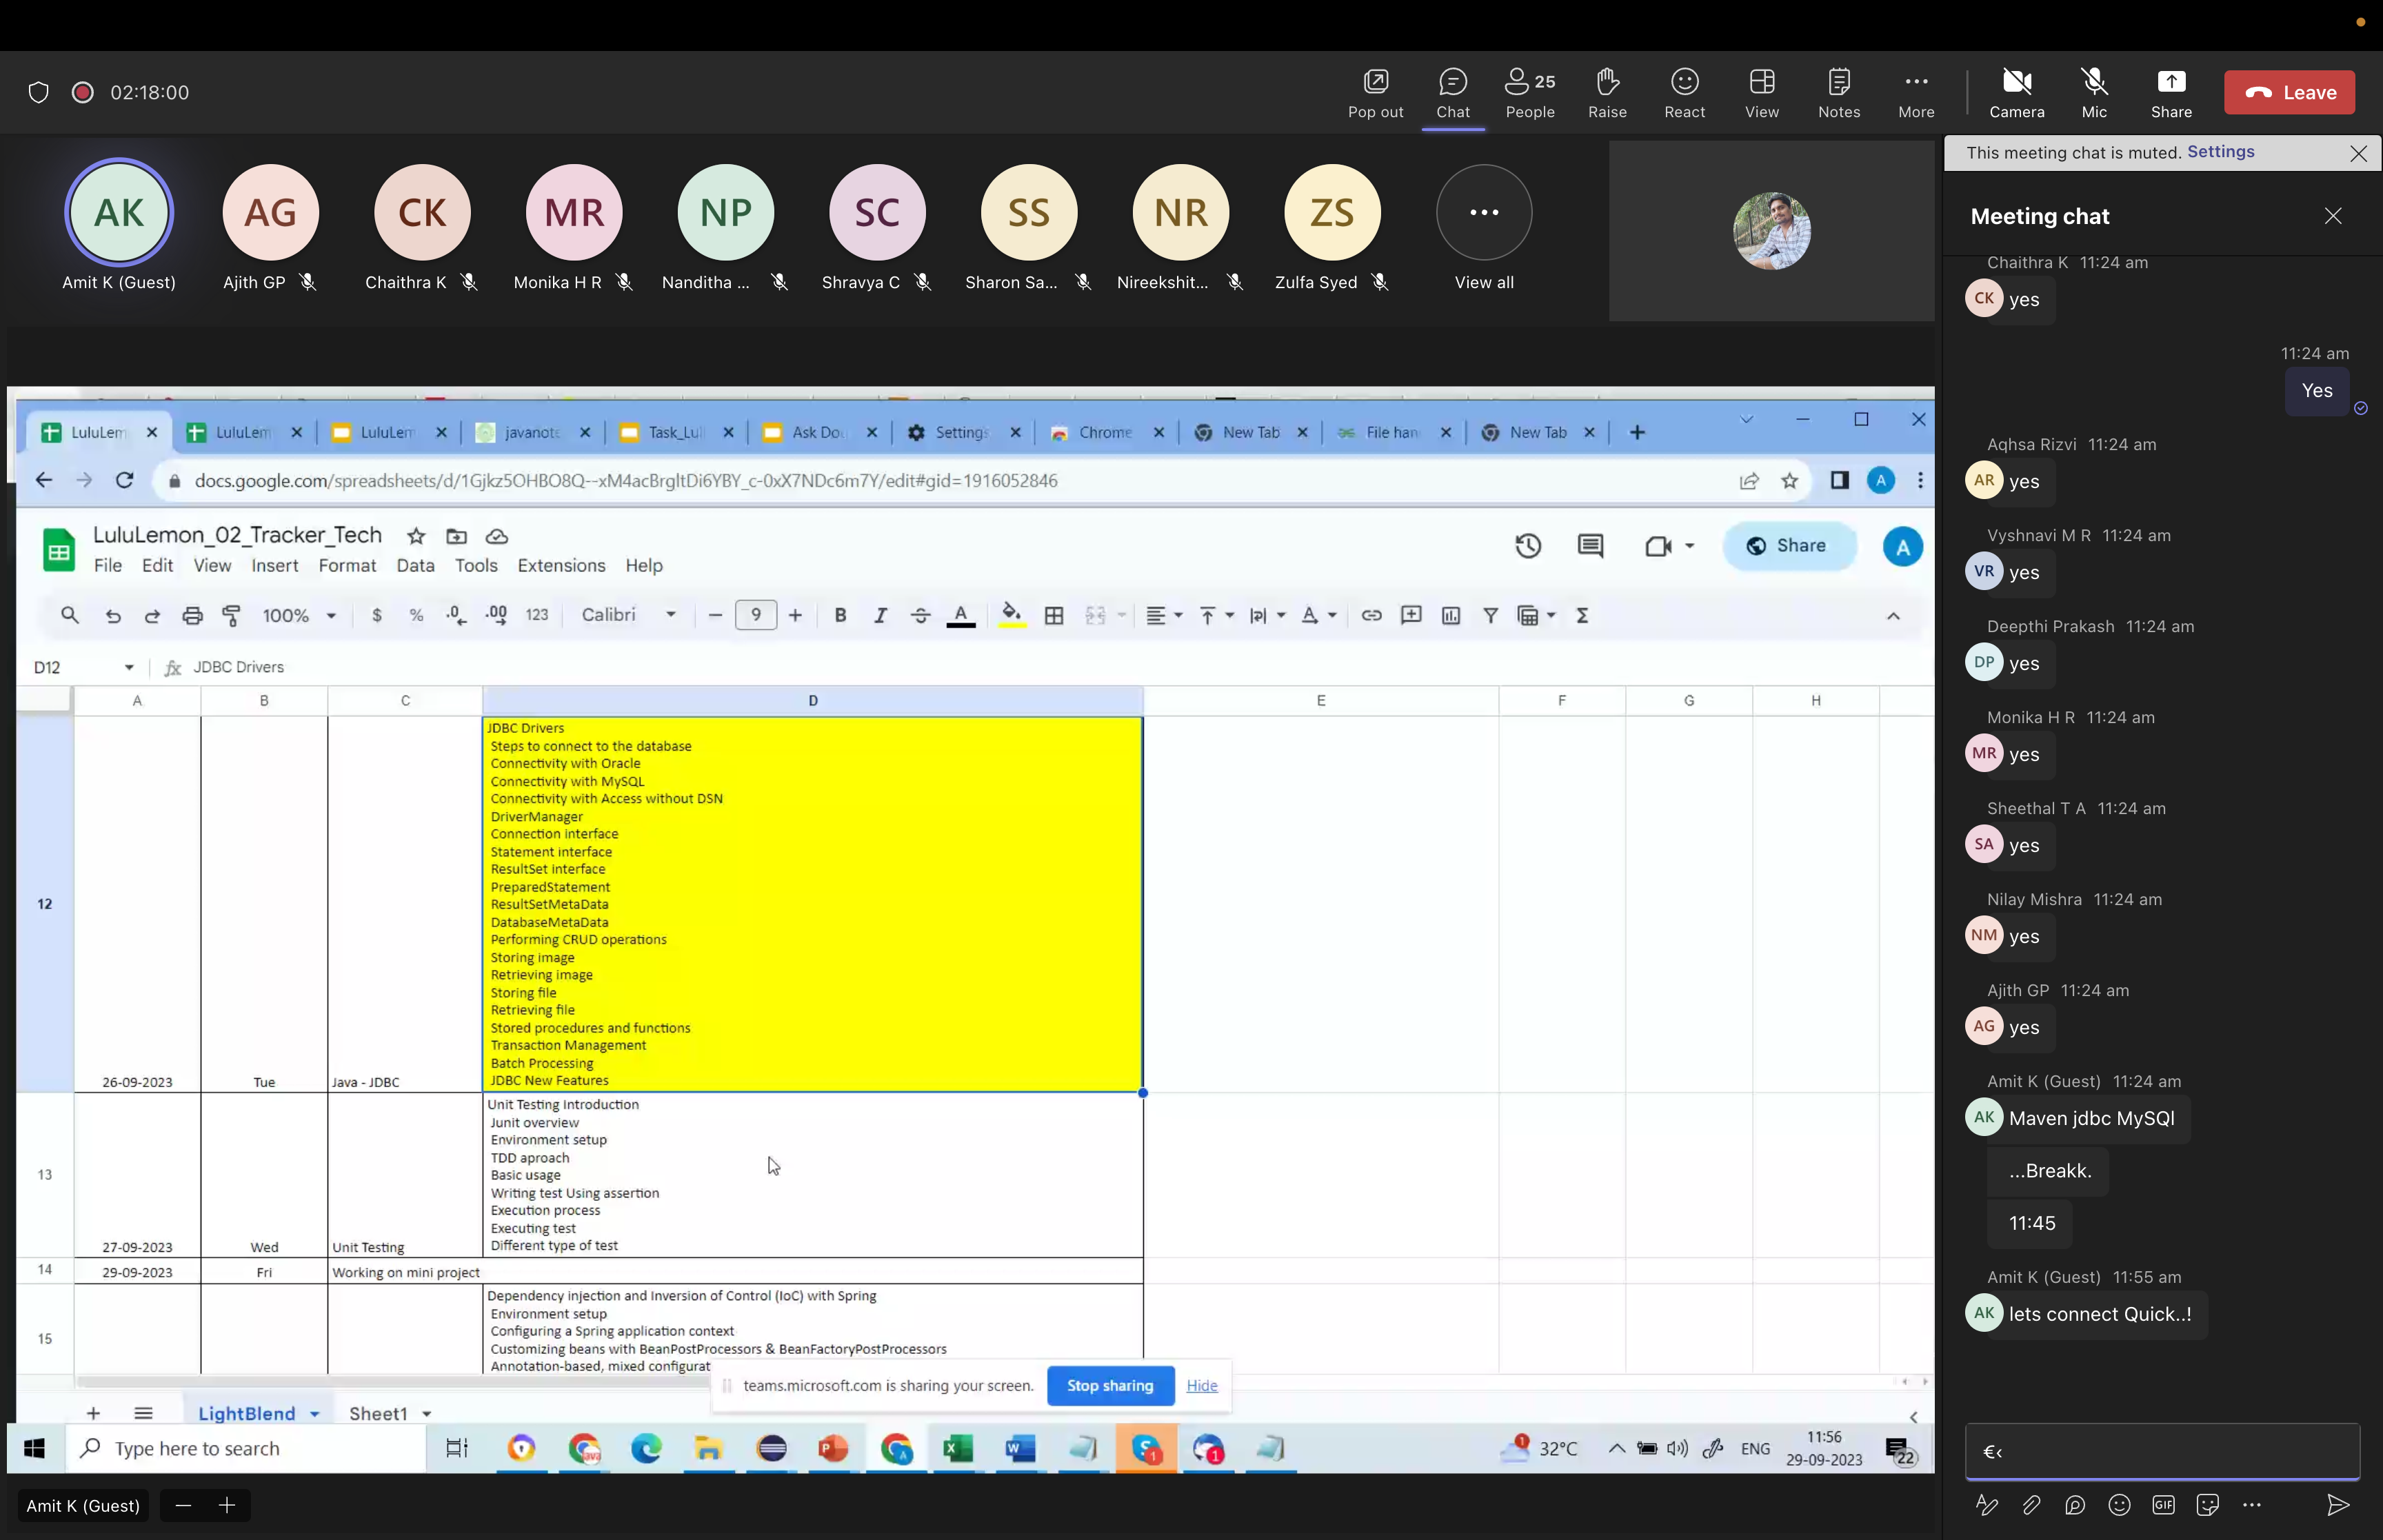 02:18:00
Pop out
Chat
25
People
Raise
React
View
Notes
More
Camera
Mic
Share
Leave
AK
AG
CK
MR
NP
SC
SS
NR
ZS
Amit K (Guest)
Ajith GP
Chaithra K
Monika H R
Nanditha ...
Shravya C
Sharon Sa...
Nireekshit...
Zulfa Syed
View all
LuluLem
LuluLem
LuluLem
javanote
Task_Lul
Ask Dou
Settings
Chrome
New Tab
File han
New Tab
docs.google.com/spreadsheets/d/1Gjkz5OHBO8Q--xM4acBrgltDi6YBY_c-0xX7NDc6m7Y/edit#gid=1916052846
A
LuluLemon_02_Tracker_Tech
File Edit View Insert Format Data Tools Extensions Help
Share
A
100% $ % .0 .00 123 Calibri 9 B I A
D12 fx JDBC Drivers
A B C D E F G H
JDBC Drivers
Steps to connect to the database
Connectivity with Oracle
Connectivity with MySQL
Connectivity with Access without DSN
DriverManager
Connection interface
Statement interface
ResultSet interface
PreparedStatement
ResultSetMetaData
DatabaseMetaData
Performing CRUD operations
Storing image
Retrieving image
Storing file
Retrieving file
Stored procedures and functions
Transaction Management
Batch Processing
JDBC New Features
12
26-09-2023 Tue Java - JDBC
Unit Testing Introduction
Junit overview
Environment setup
TDD aproach
Basic usage
Writing test Using assertion
Execution process
Executing test
Different type of test
13
27-09-2023 Wed Unit Testing
14
29-09-2023 Fri Working on mini project
Dependency injection and Inversion of Control (IoC) with Spring
Environment setup
Configuring a Spring application context
Customizing beans with BeanPostProcessors & BeanFactoryPostProcessors
Annotation-based, mixed configurat
15
teams.microsoft.com is sharing your screen.
Stop sharing
Hide
LightBlend
Sheet1
Type here to search
32°C
ENG
11:56
29-09-2023
22
Amit K (Guest)
This meeting chat is muted. Settings
Meeting chat
Chaithra K 11:24 am
CK
yes
11:24 am
Yes
Aqhsa Rizvi 11:24 am
AR
yes
Vyshnavi M R 11:24 am
VR
yes
Deepthi Prakash 11:24 am
DP
yes
Monika H R 11:24 am
MR
yes
Sheethal T A 11:24 am
SA
yes
Nilay Mishra 11:24 am
NM
yes
Ajith GP 11:24 am
AG
yes
Amit K (Guest) 11:24 am
AK
Maven jdbc MySQl
...Breakk.
11:45
Amit K (Guest) 11:55 am
AK
lets connect Quick..!
€‹
GIF